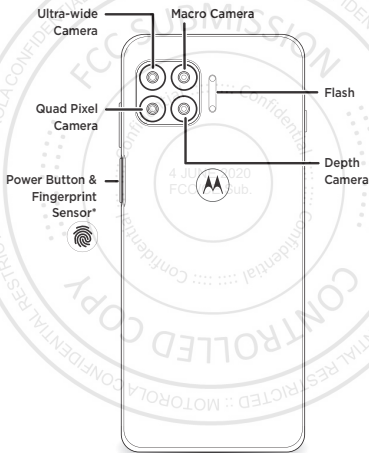 Ultra-wide
Camera
Macro Camera
Flash
Quad Pixel
Camera
Depth
Camera
Power Button &
Fingerprint
Sensor*
FCC SUBMISSION
4 JUN 2020
FCC Sub.
Confidential
Confidential
CONTROLLED COPY
MOTOROLA CONFIDENTIAL RESTRICTED :: MOTOROLA CONFIDENTIAL RESTRICTED